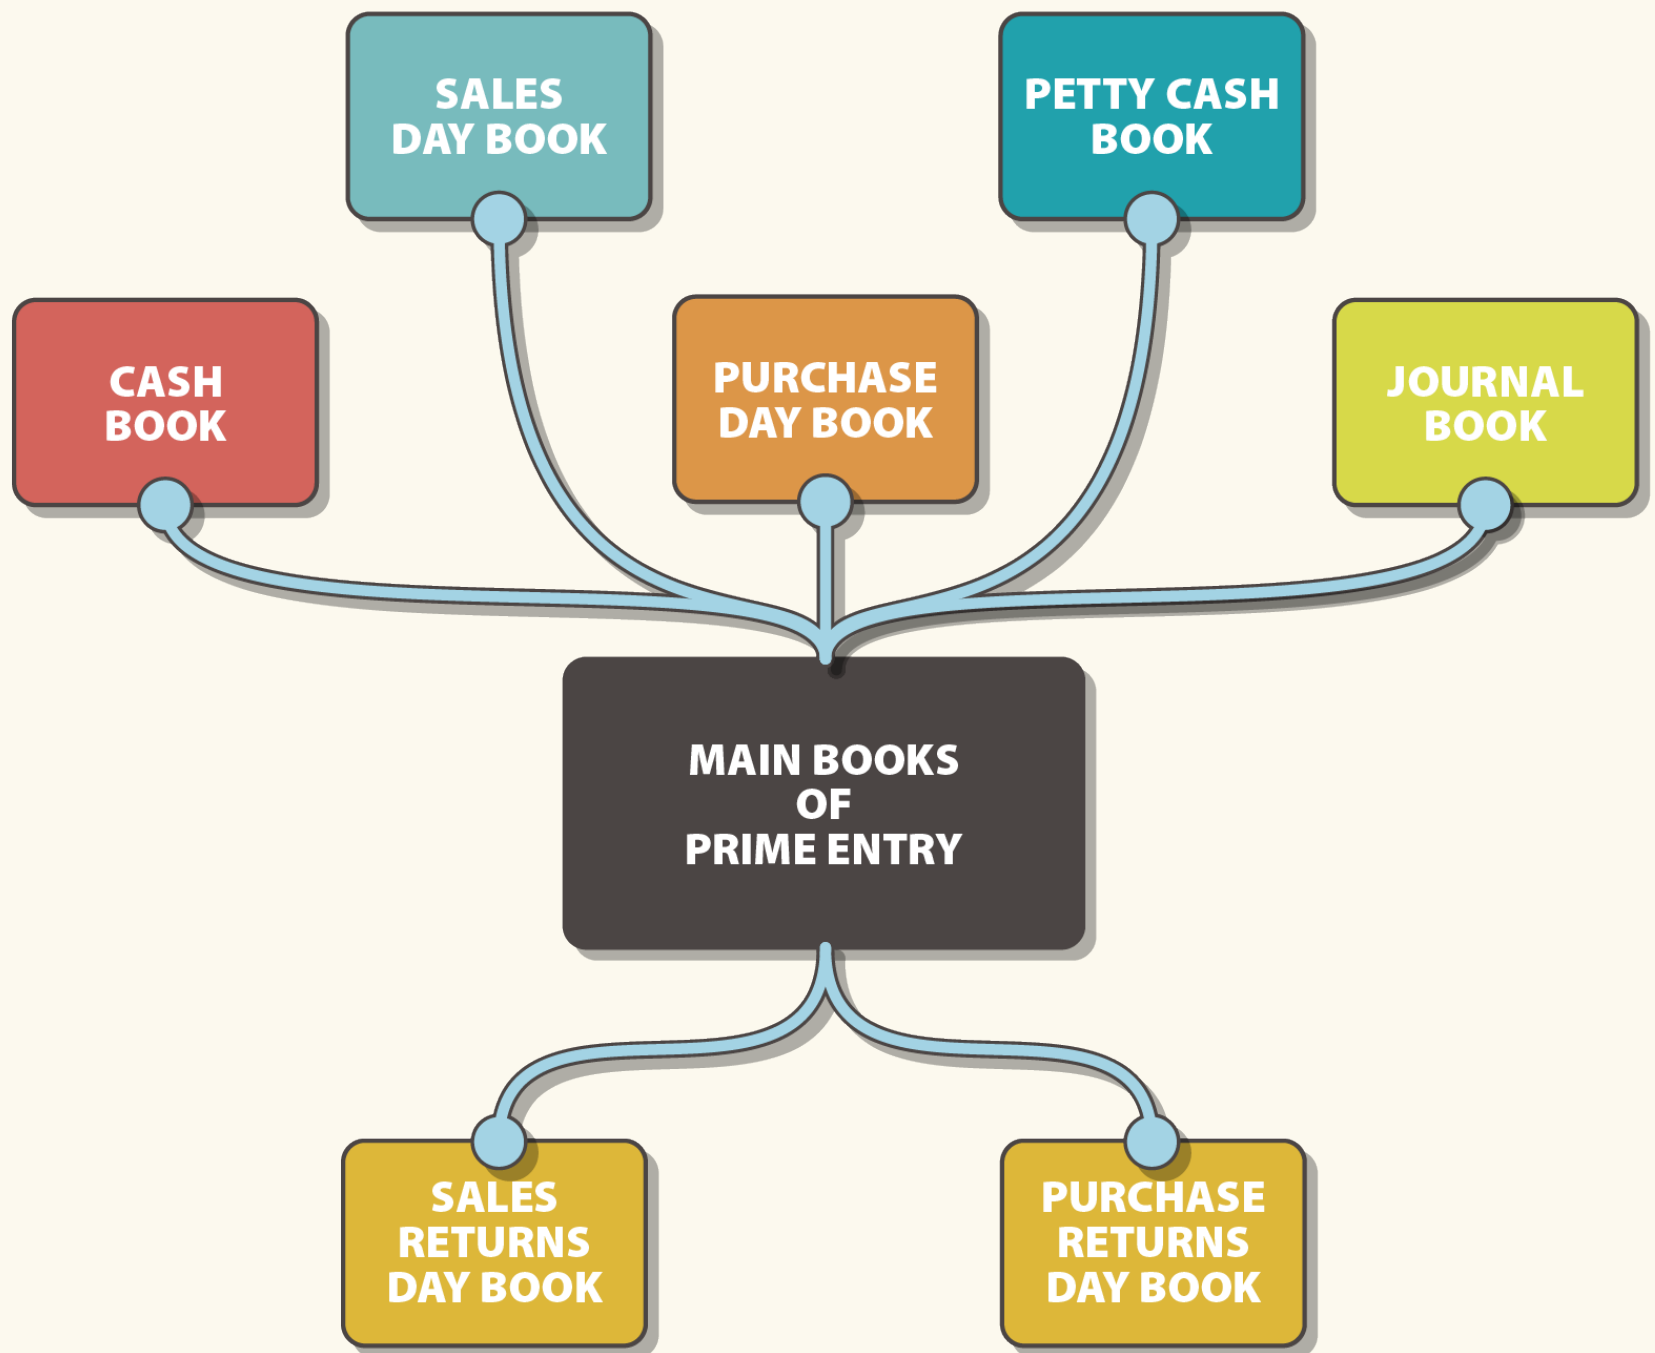 SALES
DAY BOOK
PETTY CASH
BOOK
CASH
BOOK
PURCHASE
DAY BOOK
JOURNAL
BOOK
MAIN BOOKS
OF
PRIME ENTRY
SALES
RETURNS
DAY BOOK
PURCHASE
RETURNS
DAY BOOK